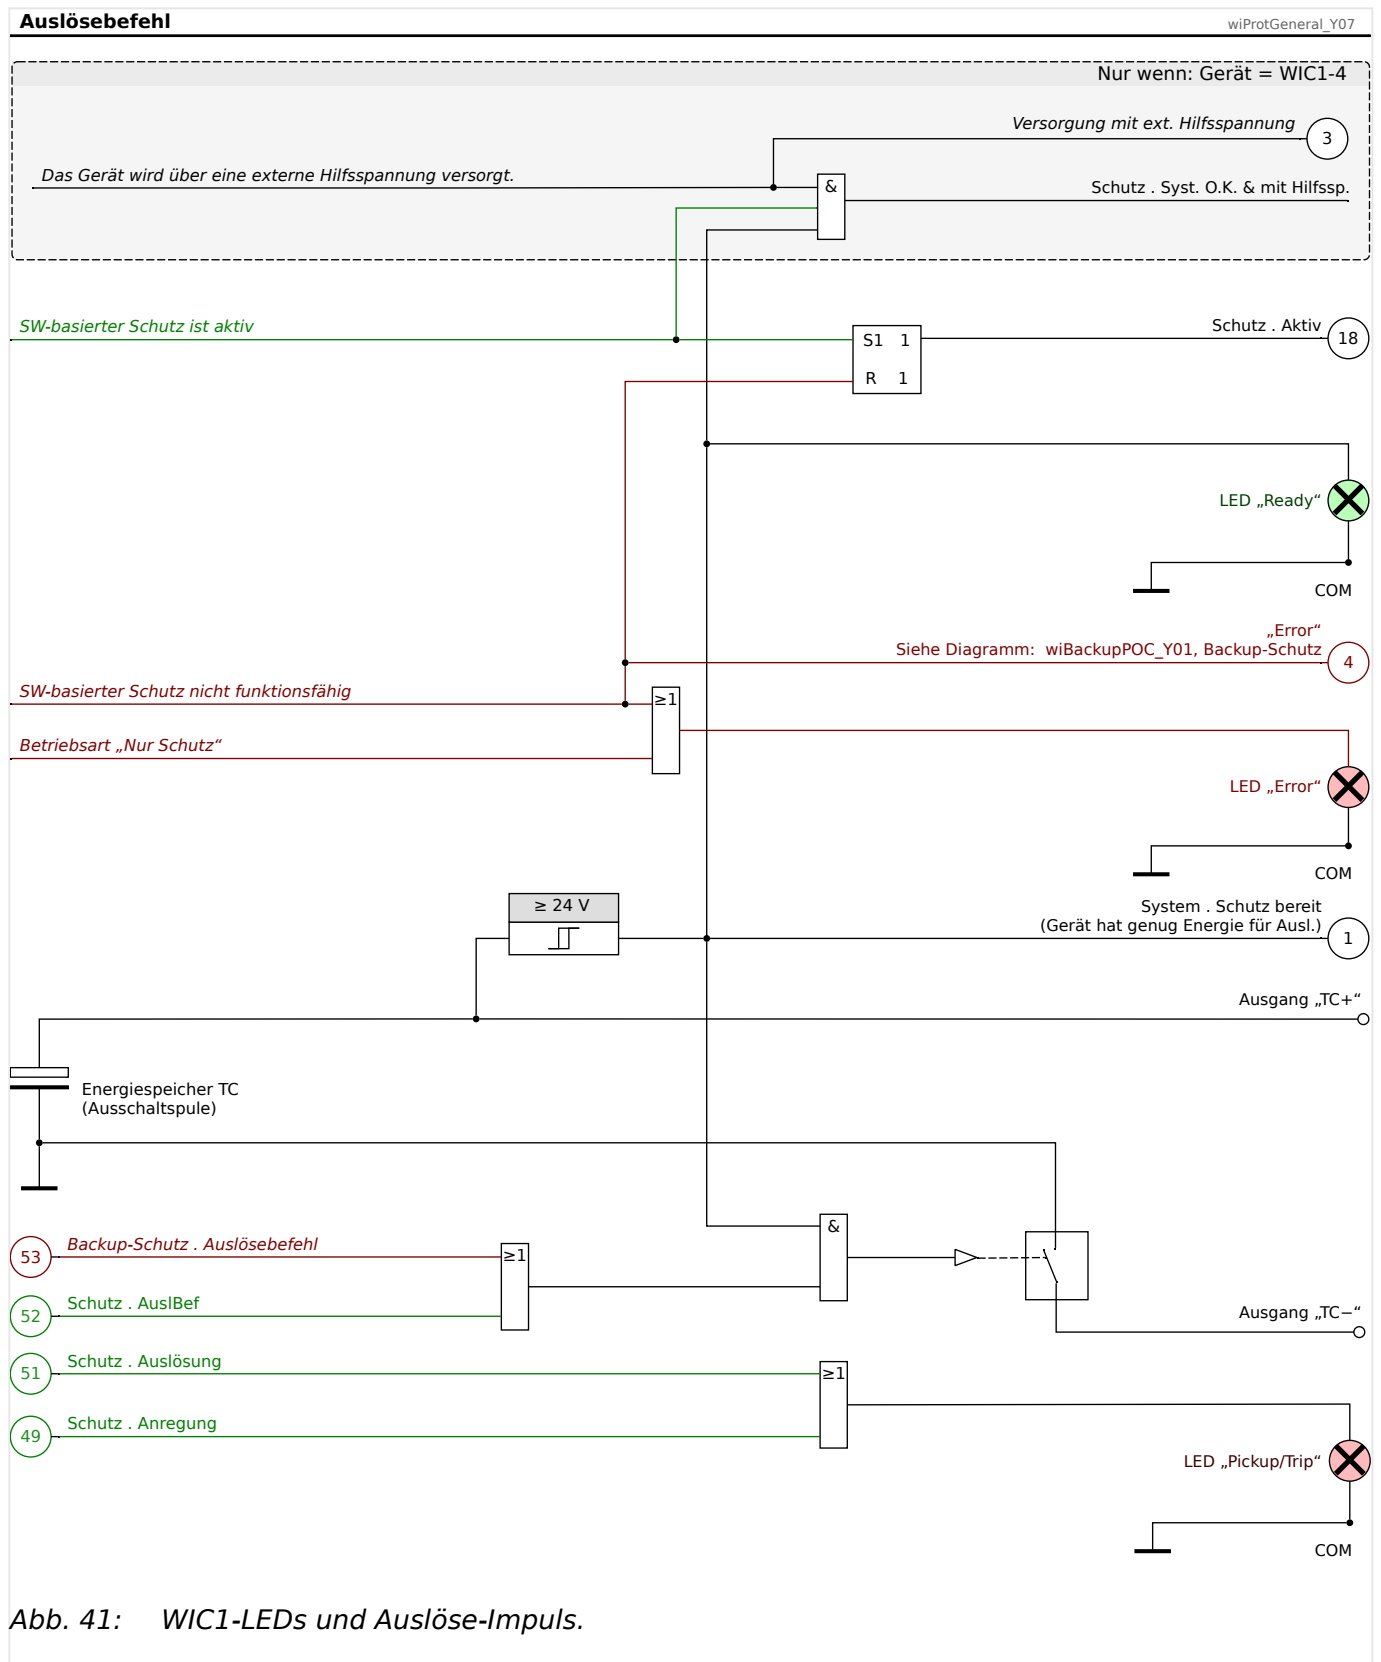 Auslösebefehl
wiProtGeneral_Y07
Nur wenn: Gerät = WIC1-4
Versorgung mit ext. Hilfsspannung
3
Das Gerät wird über eine externe Hilfsspannung versorgt.
&
Schutz . Syst. O.K. & mit Hilfssp.
SW-basierter Schutz ist aktiv
S1 1
R 1
Schutz . Aktiv
18
LED „Ready“
COM
„Error“
Siehe Diagramm: wiBackupPOC_Y01, Backup-Schutz
4
SW-basierter Schutz nicht funktionsfähig
≥1
Betriebsart „Nur Schutz“
LED „Error“
COM
≥ 24 V
System . Schutz bereit
(Gerät hat genug Energie für Ausl.)
1
Ausgang „TC+“
Energiespeicher TC
(Ausschaltspule)
&
53
Backup-Schutz . Auslösebefehl
≥1
52
Schutz . AuslBef
Ausgang „TC−“
51
Schutz . Auslösung
≥1
49
Schutz . Anregung
LED „Pickup/Trip“
COM
Abb. 41: WIC1-LEDs und Auslöse-Impuls.